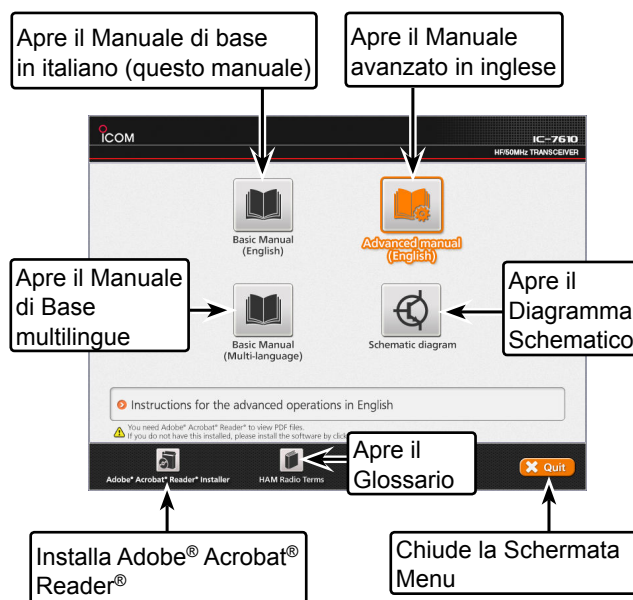 Apre il Manuale di base
in italiano (questo manuale)
Apre il Manuale
avanzato in inglese
ICOM
IC-7610
HF/50MHz TRANSCEIVER
Basic Manual
(English)
Advanced manual
(English)
Apre il Manuale
di Base
multilingue
Basic Manual
(Multi-language)
Schematic diagram
Apre il
Diagramma
Schematico
Instructions for the advanced operations in English
You need Adobe® Acrobat® Reader® to view PDF files.
If you do not have this installed, please install the software by
Apre il
Glossario
Adobe® Acrobat® Reader® Installer
HAM Radio Terms
Quit
Installa Adobe® Acrobat®
Reader®
Chiude la Schermata
Menu